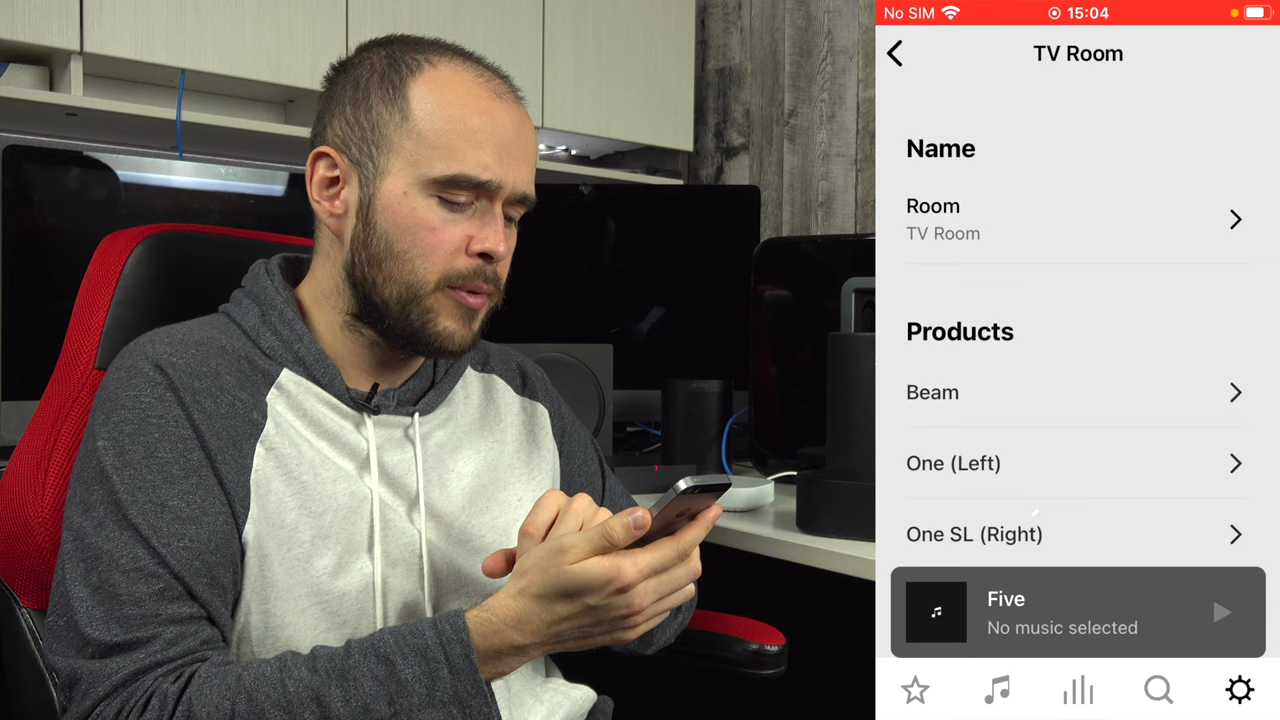 No SIM 15:04
TV Room
Name
Room
TV Room
Products
Beam
One (Left)
One SL (Right)
Five
No music selected